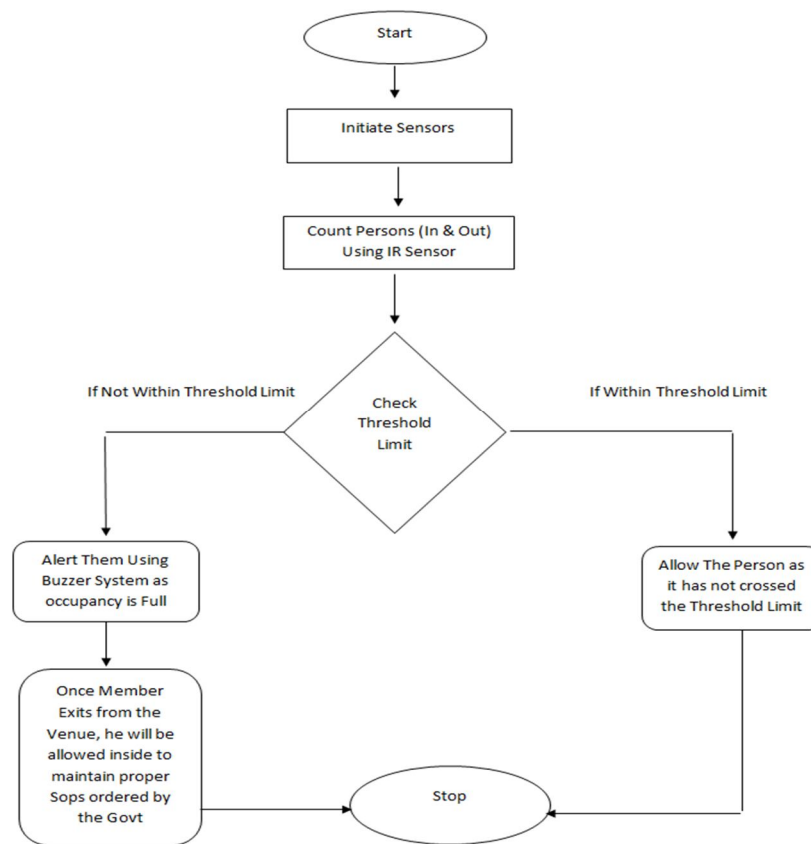 Start
Initiate Sensors
Count Persons (In & Out)
Using IR Sensor
If Not Within Threshold Limit
If Within Threshold Limit
Check
Threshold
Limit
Alert Them Using
Buzzer System as
occupancy is Full
Allow The Person as
it has not crossed
the Threshold Limit
Once Member
Exits from the
Venue, he will be
allowed inside to
maintain proper
Sops ordered by
the Govt
Stop